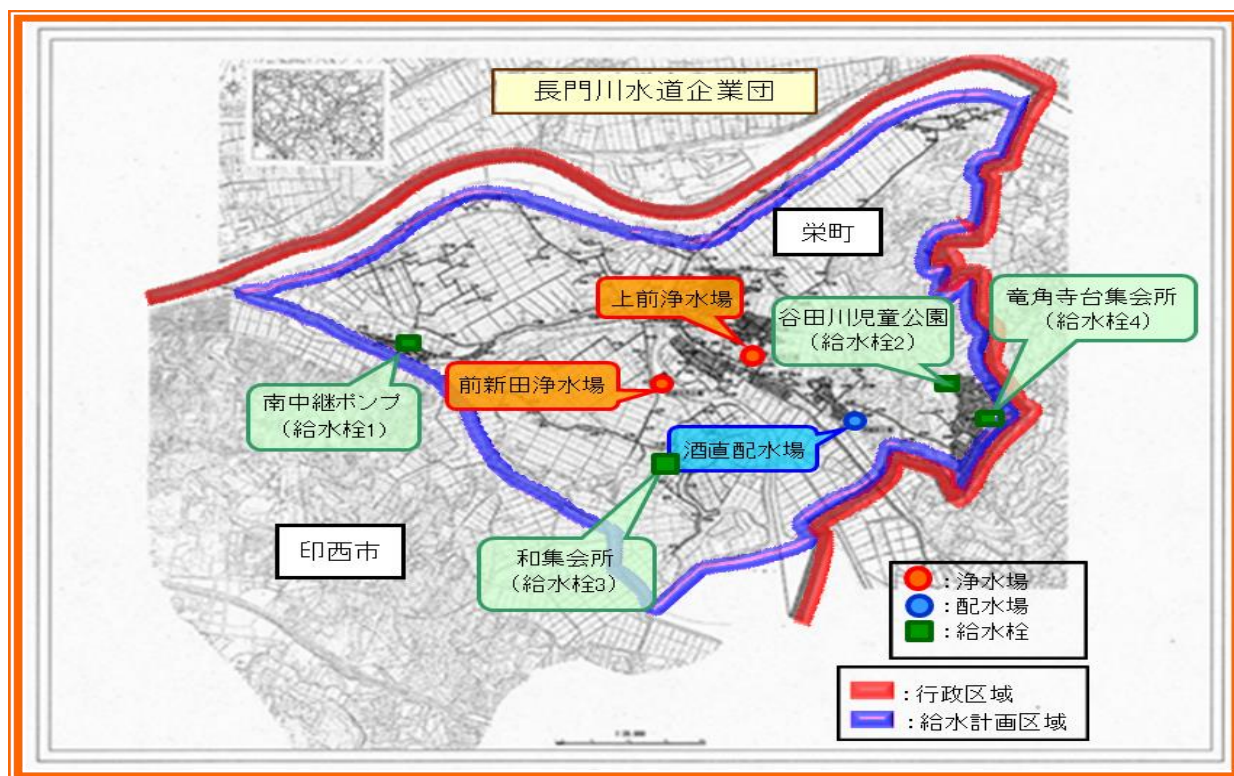 長門川水道企業団
栄町
上前浄水場
谷田川児童公園
(給水栓2)
竜角寺台集会所
(給水栓4)
前新田浄水場
南中継ポンプ
(給水栓1)
酒直配水場
印西市
和集会所
(給水栓3)
:浄水場
:配水場
:給水栓
:行政区域
:給水計画区域